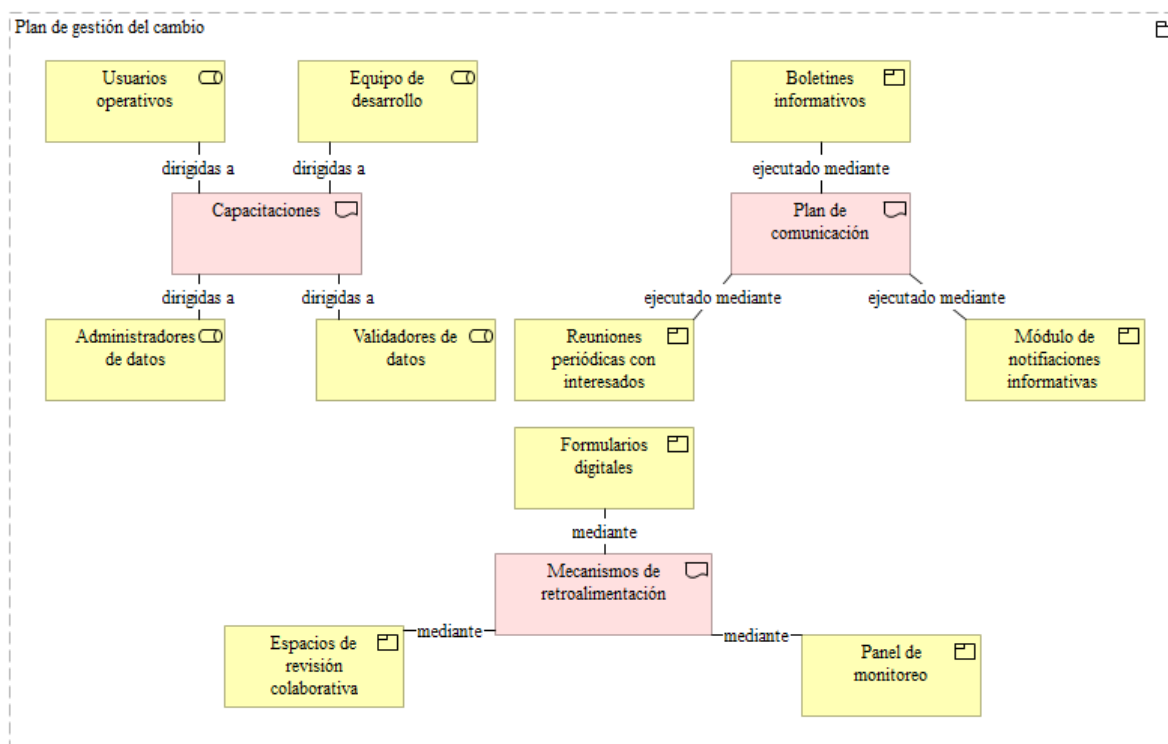 Plan de gestión del cambio
Usuarios
operativos
Equipo de
desarrollo
Boletines
informativos
dirigidas a
dirigidas a
ejecutado mediante
Capacitaciones
Plan de
comunicación
dirigidas a
dirigidas a
ejecutado mediante
ejecutado mediante
Administradores
de datos
Validadores de
datos
Reuniones
periódicas con
interesados
Módulo de
notifiaciones
informativas
Formularios
digitales
mediante
Mecanismos de
retroalimentación
mediante
mediante
Espacios de
revisión
colaborativa
Panel de
monitoreo